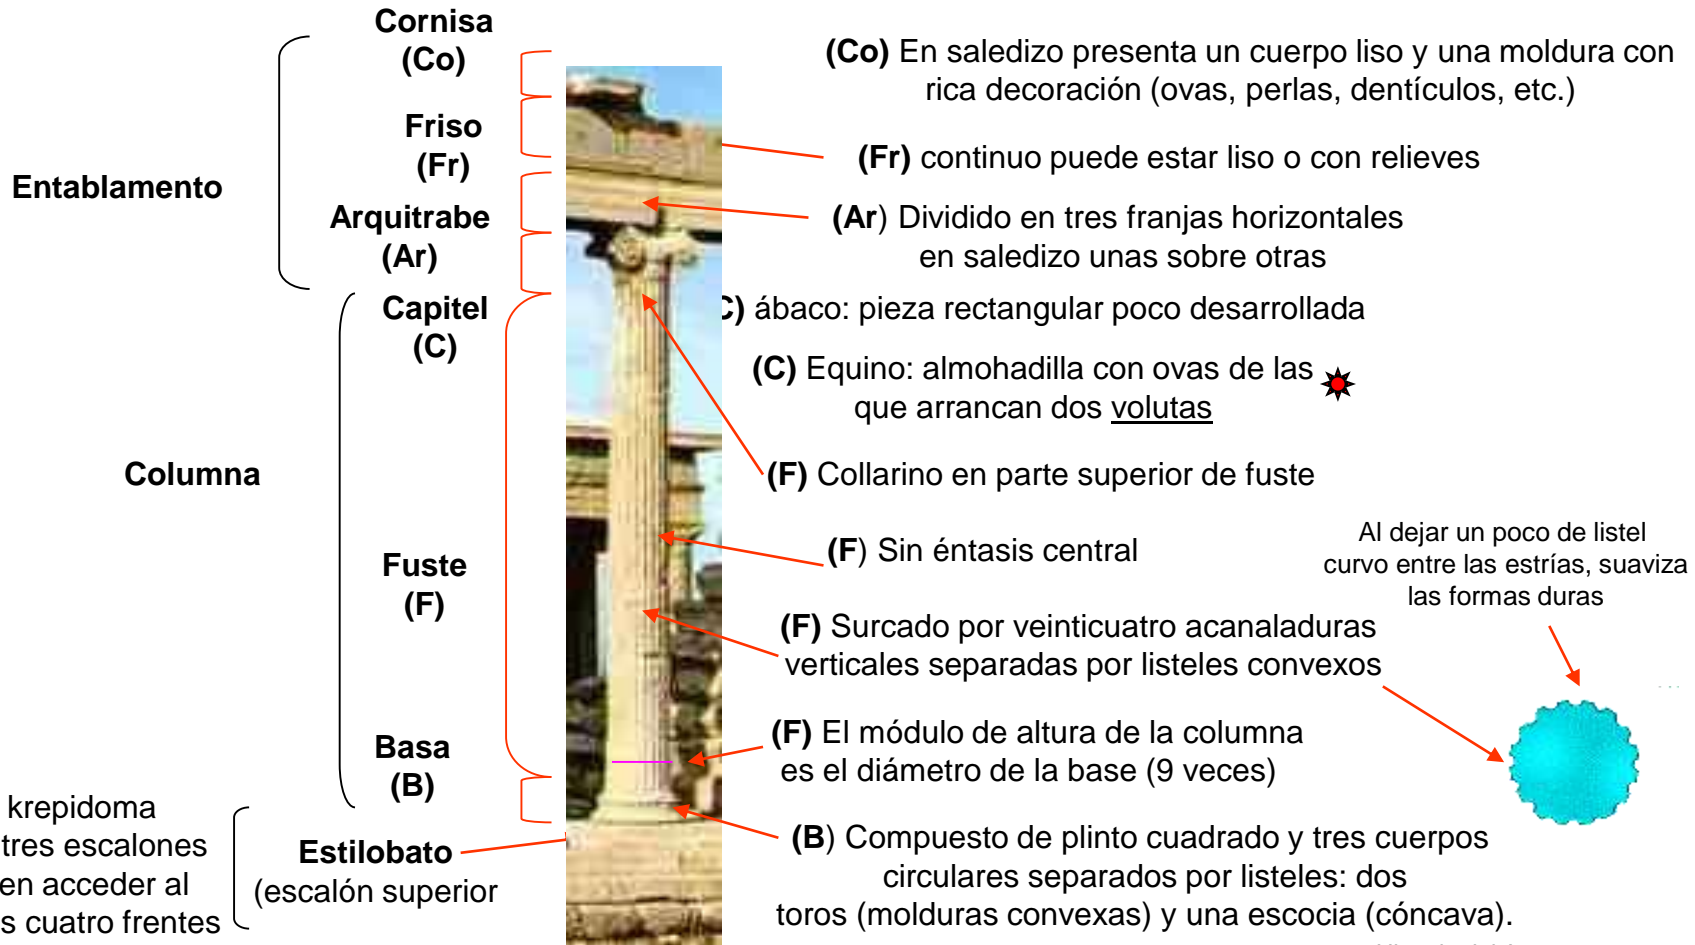 Cornisa
(Co)
Friso
(Fr)
Entablamento
Arquitrabe
(Ar)
Capitel
(C)
Columna
Fuste
(F)
Basa
(B)
krepidoma
tres escalones
en acceder al
s cuatro frentes
Estilobato
(escalón superior
(Co) En saledizo presenta un cuerpo liso y una moldura con
rica decoración (ovas, perlas, dentículos, etc.)
(Fr) continuo puede estar liso o con relieves
(Ar) Dividido en tres franjas horizontales
en saledizo unas sobre otras
C) ábaco: pieza rectangular poco desarrollada
(C) Equino: almohadilla con ovas de las
que arrancan dos volutas
(F) Collarino en parte superior de fuste
(F) Sin éntasis central
Al dejar un poco de listel
curvo entre las estrías, suaviza
las formas duras
(F) Surcado por veinticuatro acanaladuras
verticales separadas por listeles convexos
(F) El módulo de altura de la columna
es el diámetro de la base (9 veces)
(B) Compuesto de plinto cuadrado y tres cuerpos
circulares separados por listeles: dos
toros (molduras convexas) y una escocia (cóncava).